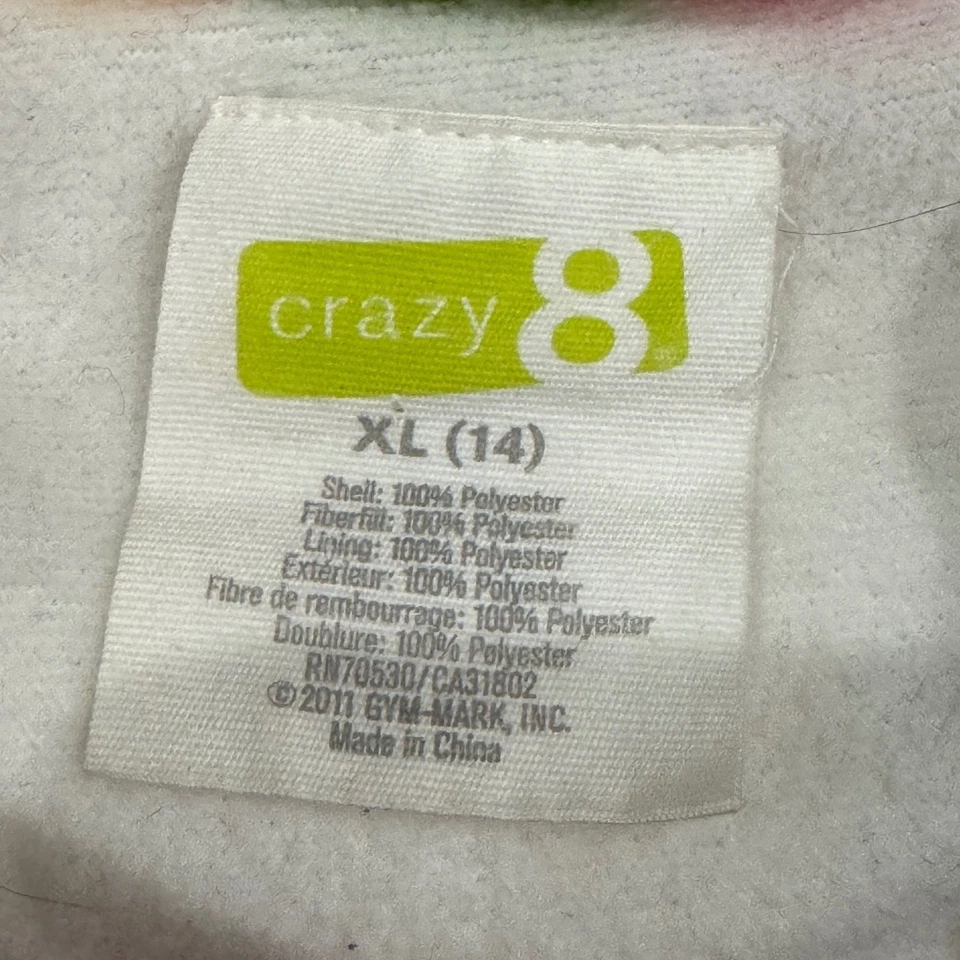 crazy 8
XL (14)
Shell: 100% Polyester
Fiberfill: 100% Polyester
Lining: 100% Polyester
Extérieur: 100% Polyester
Fibre de rembourrage: 100% Polyester
Doublure: 100% Polyester
RN70530/CA31802
©2011 GYM-MARK, INC.
Made in China